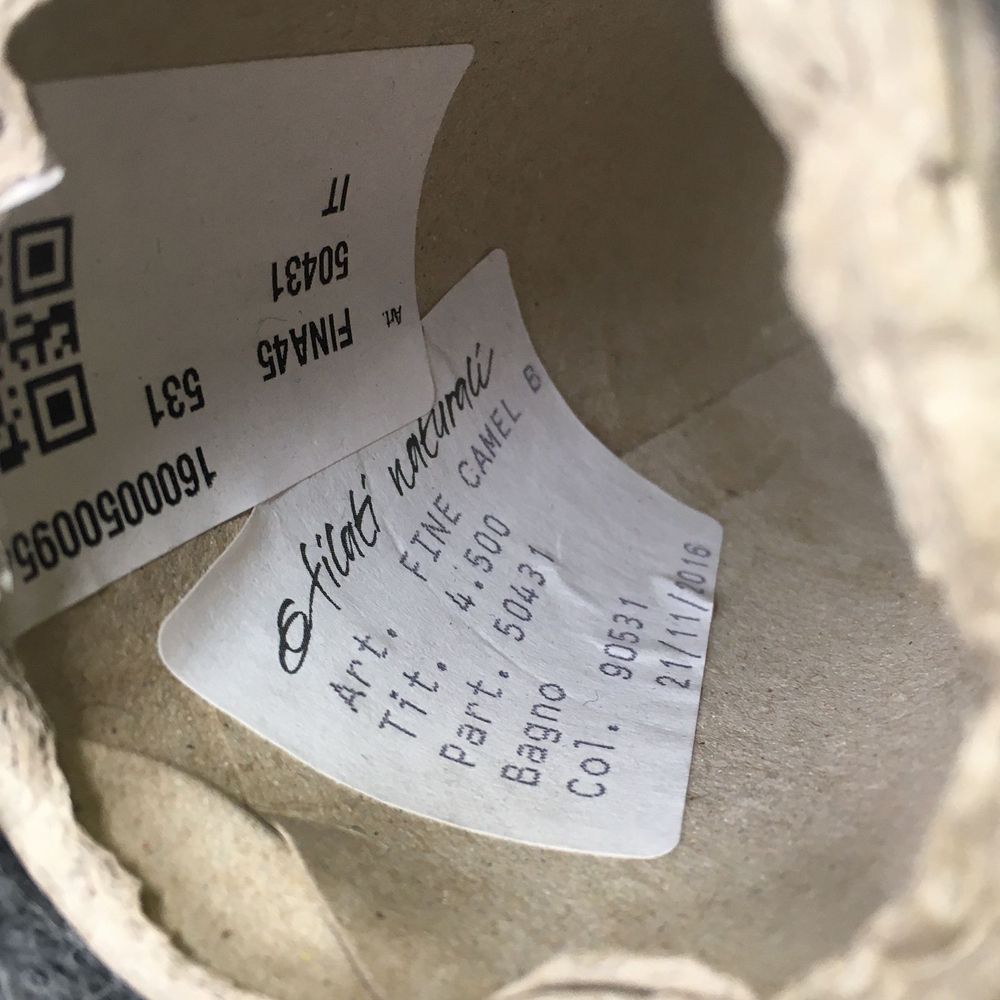 IT
50431
Art.
FINA45
531
1600050095
filati naturali
Art. FINE CAMEL B
Tit. 4.500
Part. 50431
Bagno
Col. 90531
21/11/2016